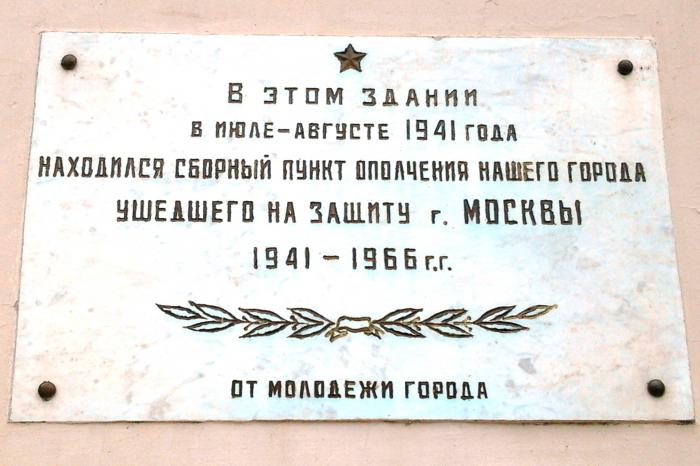 В ЭТОМ ЗДАНИИ
В ИЮЛЕ-АВГУСТЕ 1941 ГОДА
НАХОДИЛСЯ СБОРНЫЙ ПУНКТ ОПОЛЧЕНИЯ НАШЕГО ГОРОДА
УШЕДШЕГО НА ЗАЩИТУ г. МОСКВЫ
1941 - 1966 г.г.
ОТ МОЛОДЕЖИ ГОРОДА